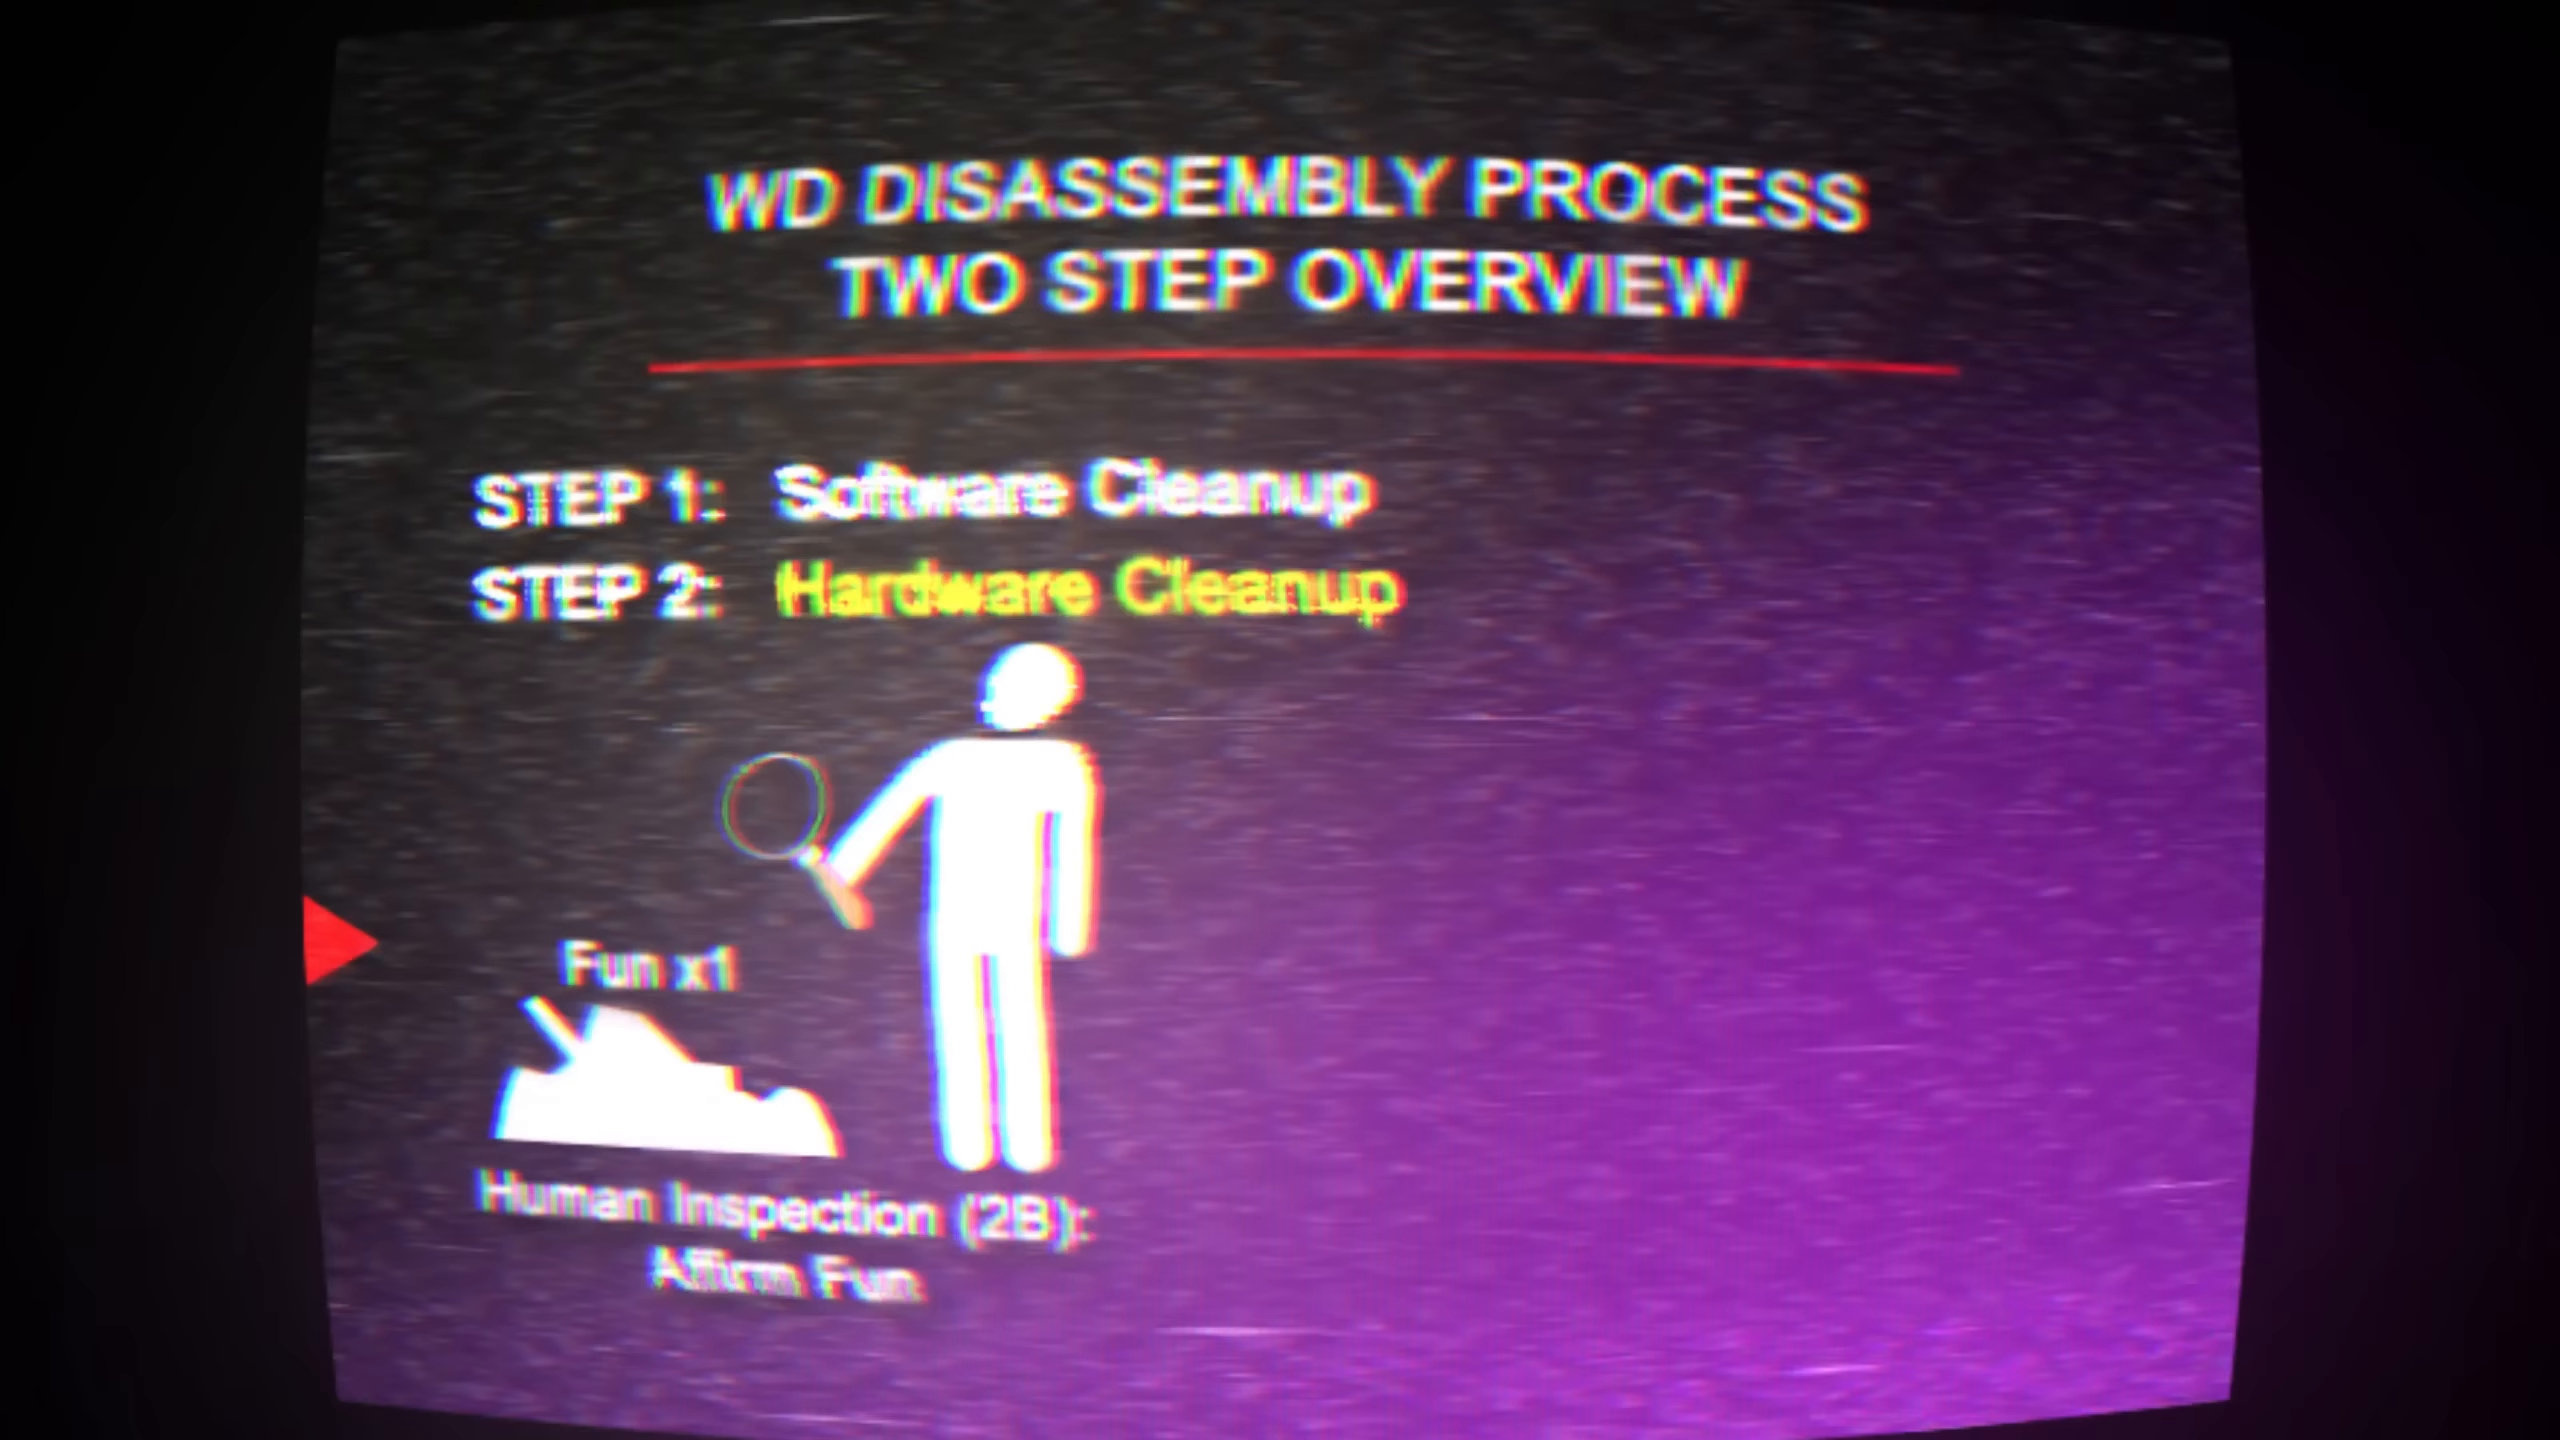 WD DISASSEMBLY PROCESS
TWO STEP OVERVIEW
STEP 1: Software Cleanup
STEP 2: Hardware Cleanup
Fun x1
Human Inspection (2B):
Affirm Fun